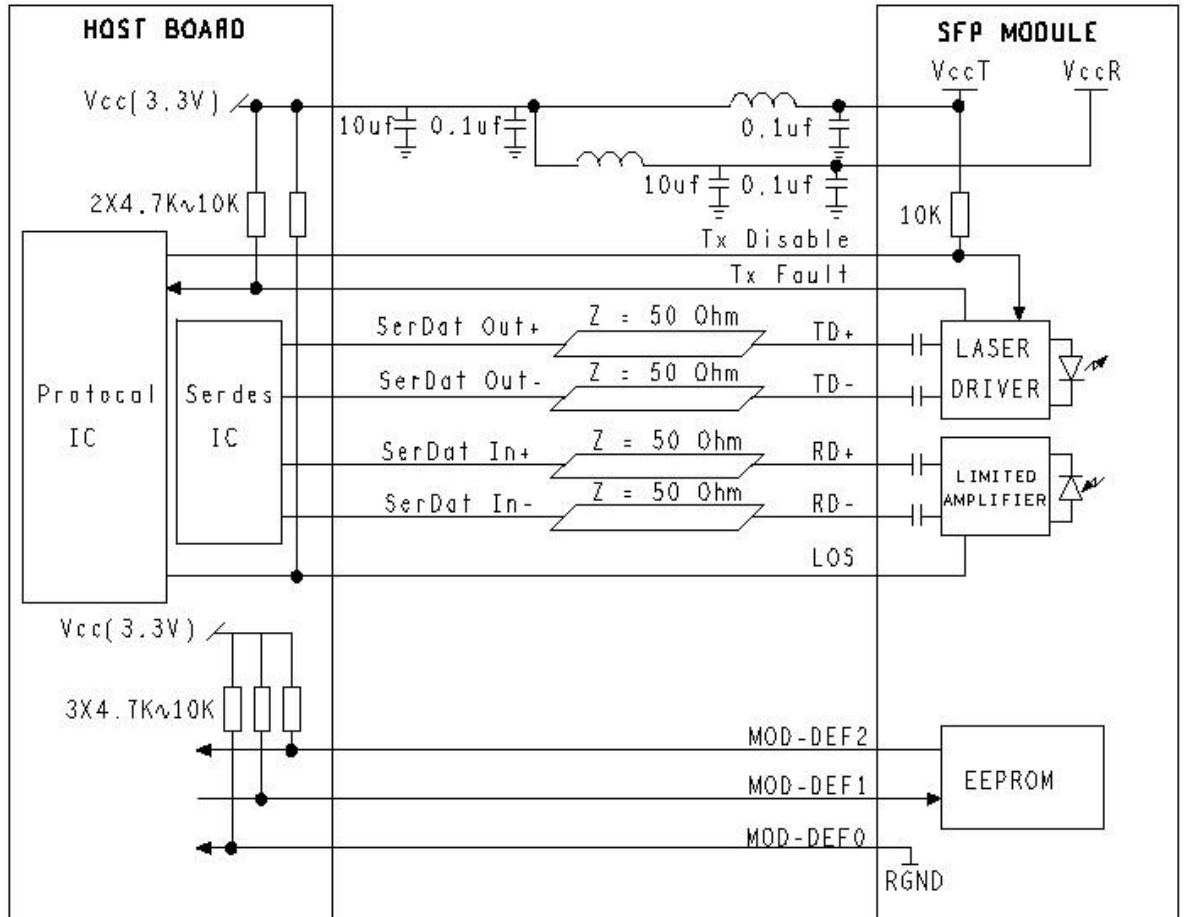 HOST BOARD
SFP MODULE
VccT
VccR
Vcc(3.3V)
10uf
0.1uf
0.1uf
10uf
0.1uf
2X4.7K~10K
10K
Tx Disable
Tx Fault
SerDat Out+
Z = 50 Ohm
TD+
LASER
DRIVER
SerDat Out-
Z = 50 Ohm
TD-
Protocal
IC
Serdes
IC
SerDat In+
Z = 50 Ohm
RD+
LIMITED
AMPLIFIER
SerDat In-
Z = 50 Ohm
RD-
LOS
Vcc(3.3V)
3X4.7K~10K
MOD-DEF2
EEPROM
MOD-DEF1
MOD-DEF0
RGND